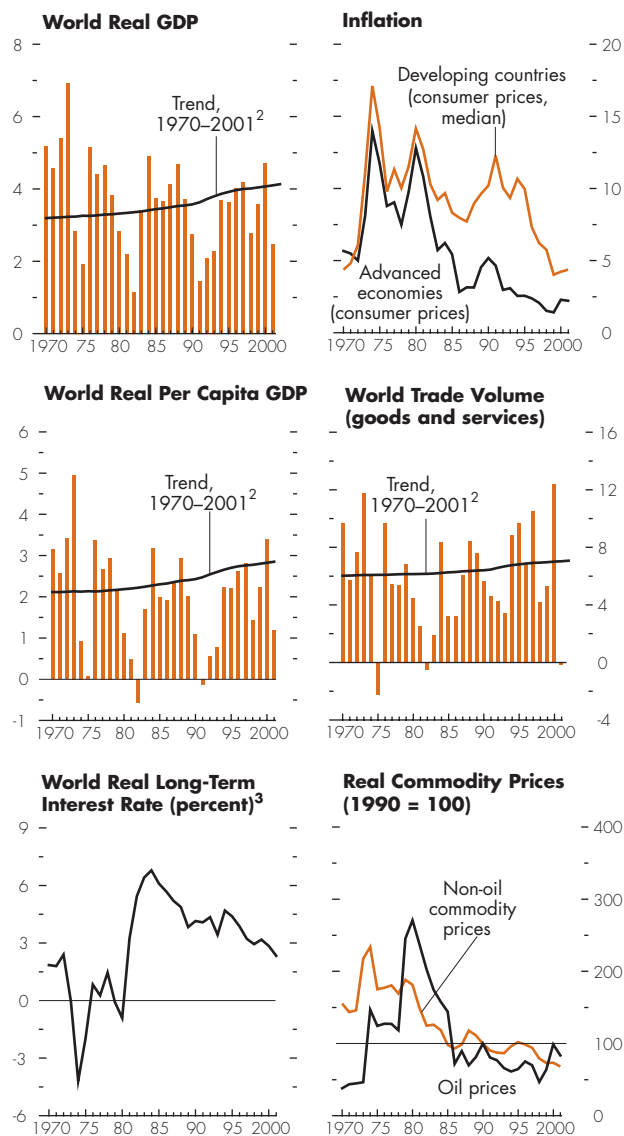 World Real GDP
8
6
4
2
0
Trend,
1970–2001²
1970 75 80 85 90 95 2000
Inflation
20
15
10
5
0
Developing countries
(consumer prices,
median)
Advanced
economies
(consumer prices)
1970 75 80 85 90 95 2000
World Real Per Capita GDP
6
5
4
3
2
1
0
-1
Trend,
1970–2001²
1970 75 80 85 90 95 2000
World Trade Volume
(goods and services)
16
12
8
4
0
-4
Trend,
1970–2001²
1970 75 80 85 90 95 2000
World Real Long-Term
Interest Rate (percent)³
9
6
3
0
-3
-6
1970 75 80 85 90 95 2000
Real Commodity Prices
(1990 = 100)
400
300
200
100
0
Non-oil
commodity
prices
Oil prices
1970 75 80 85 90 95 2000